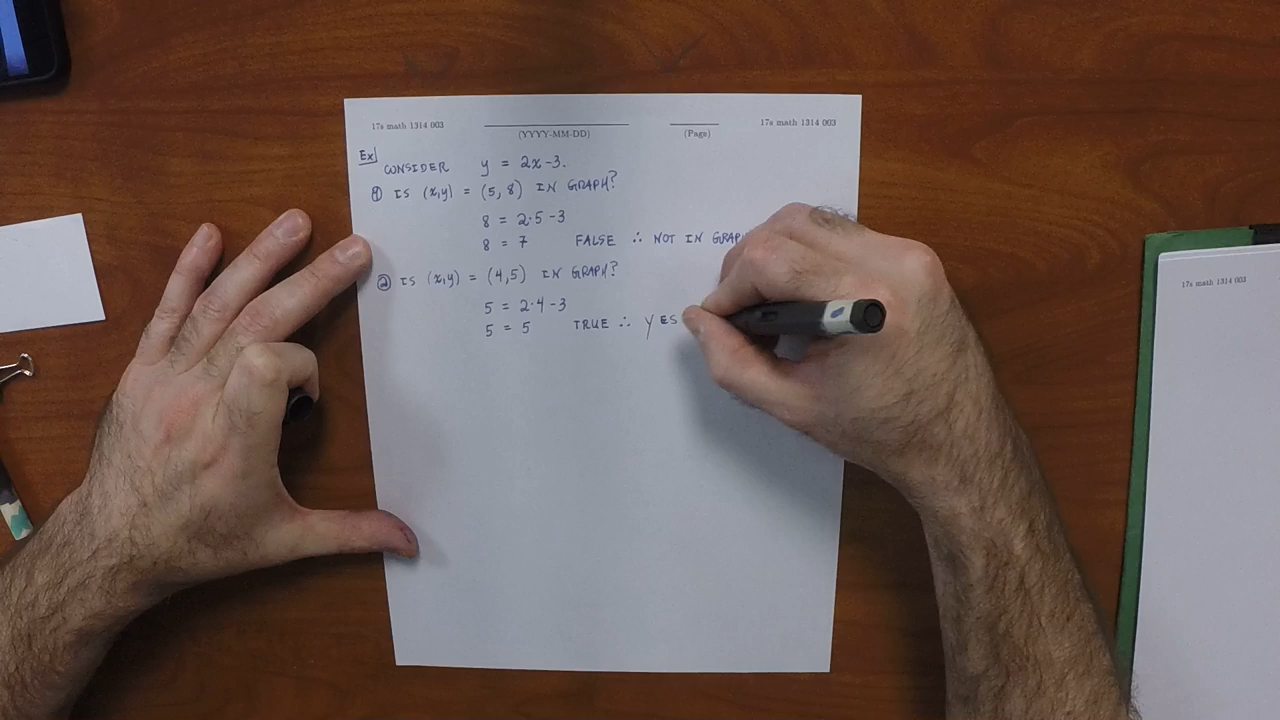 17s math 1314 003
(YYYY-MM-DD)
(Page)
17s math 1314 003
Ex
CONSIDER y = 2x-3.
① IS (x,y) = (5, 8) IN GRAPH?
8 = 2·5-3
8 = 7 FALSE ∴ NOT IN GRAPH
② IS (x,y) = (4,5) IN GRAPH?
5 = 2·4-3
5 = 5 TRUE ∴ YES
17s math 1314 003